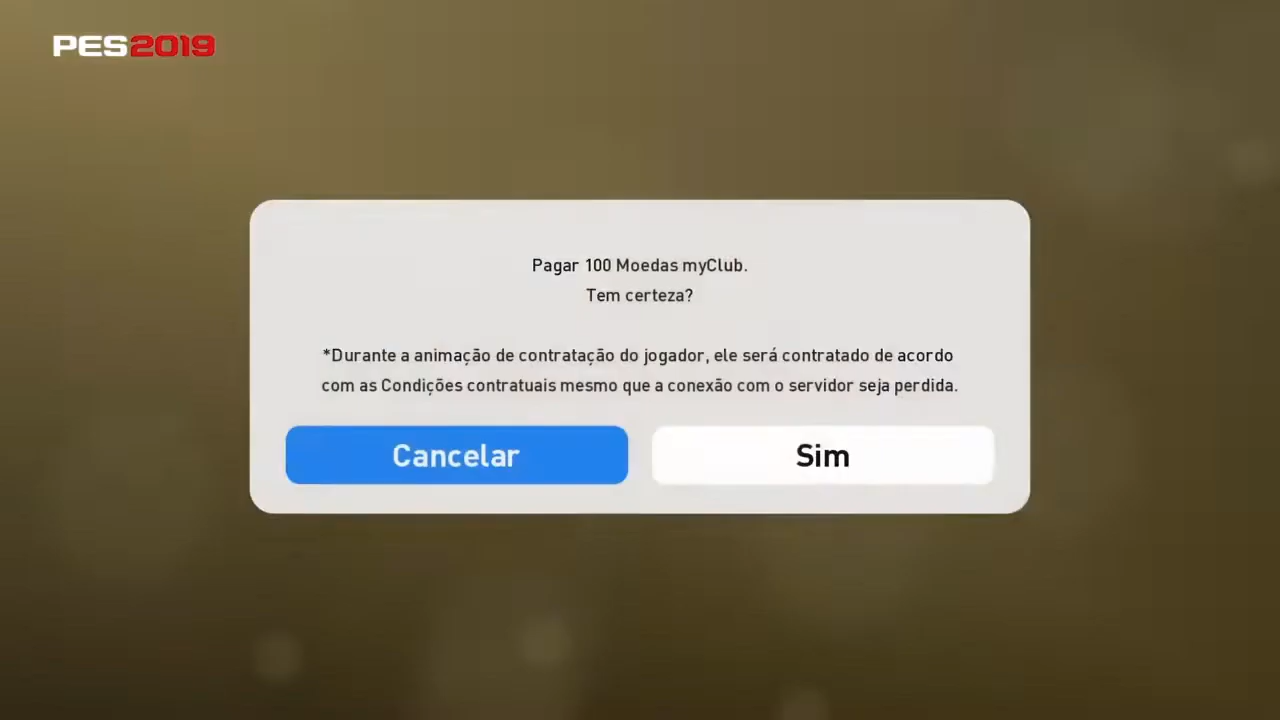 PES2019
Pagar 100 Moedas myClub.
Tem certeza?
*Durante a animação de contratação do jogador, ele será contratado de acordo
com as Condições contratuais mesmo que a conexão com o servidor seja perdida.
Cancelar
Sim